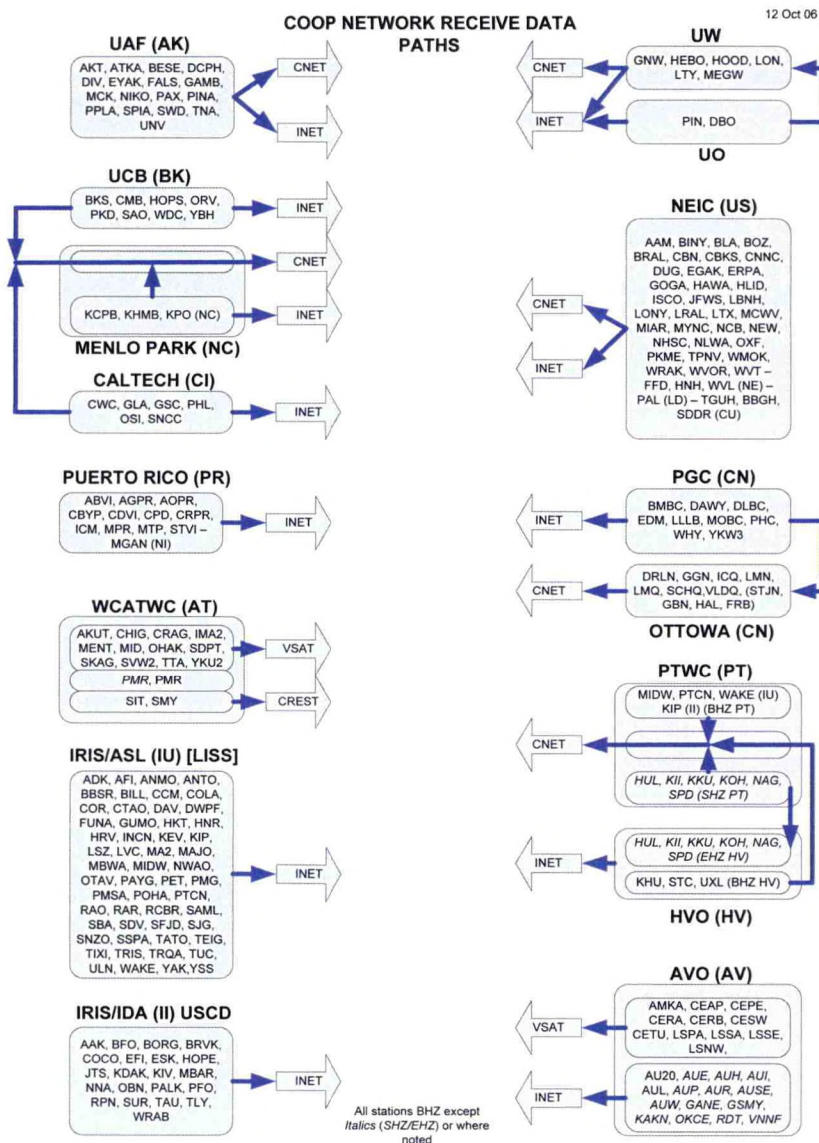 COOP NETWORK RECEIVE DATA
PATHS
12 Oct 06
UAF (AK)
AKT, ATKA, BESE, DCPH,
DIV, EYAK, FALS, GAMB,
MCK, NIKO, PAX, PINA,
PPLA, SPIA, SWD, TNA,
UNV
CNET
INET
UCB (BK)
BKS, CMB, HOPS, ORV,
PKD, SAO, WDC, YBH
INET
CNET
KCPB, KHMB, KPO (NC)
INET
MENLO PARK (NC)
CALTECH (CI)
CWC, GLA, GSC, PHL,
OSI, SNCC
INET
PUERTO RICO (PR)
ABVI, AGPR, AOPR,
CBYP, CDVI, CPD, CRPR,
ICM, MPR, MTP, STVI –
MGAN (NI)
INET
WCATWC (AT)
AKUT, CHIG, CRAG, IMA2,
MENT, MID, OHAK, SDPT,
SKAG, SVW2, TTA, YKU2
VSAT
PMR, PMR
SIT, SMY
CREST
IRIS/ASL (IU) [LISS]
ADK, AFI, ANMO, ANTO,
BBSR, BILL, CCM, COLA,
COR, CTAO, DAV, DWPF,
FUNA, GUMO, HKT, HNR,
HRV, INCN, KEV, KIP,
LSZ, LVC, MA2, MAJO,
MBWA, MIDW, NWAO,
OTAV, PAYG, PET, PMG,
PMSA, POHA, PTCN,
RAO, RAR, RCBR, SAML,
SBA, SDV, SFJD, SJG,
SNZO, SSPA, TATO, TEIG,
TIXI, TRIS, TRQA, TUC,
ULN, WAKE, YAK,YSS
INET
IRIS/IDA (II) USCD
AAK, BFO, BORG, BRVK,
COCO, EFI, ESK, HOPE,
JTS, KDAK, KIV, MBAR,
NNA, OBN, PALK, PFO,
RPN, SUR, TAU, TLY,
WRAB
INET
All stations BHZ except
Italics (SHZ/EHZ) or where
noted
UW
GNW, HEBO, HOOD, LON,
LTY, MEGW
CNET
INET
PIN, DBO
UO
NEIC (US)
AAM, BINY, BLA, BOZ,
BRAL, CBN, CBKS, CNNC,
DUG, EGAK, ERPA,
GOGA, HAWA, HLID,
ISCO, JFWS, LBNH,
LONY, LRAL, LTX, MCWV,
MIAR, MYNC, NCB, NEW,
NHSC, NLWA, OXF,
PKME, TPNV, WMOK,
WRAK, WVOR, WVT –
FFD, HNH, WVL (NE) –
PAL (LD) – TGUH, BBGH,
SDDR (CU)
CNET
INET
PGC (CN)
BMBC, DAWY, DLBC,
EDM, LLLB, MOBC, PHC,
WHY, YKW3
INET
DRLN, GGN, ICQ, LMN,
LMQ, SCHQ,VLDQ, (STJN,
GBN, HAL, FRB)
CNET
OTTOWA (CN)
PTWC (PT)
MIDW, PTCN, WAKE (IU)
KIP (II) (BHZ PT)
CNET
HUL, KII, KKU, KOH, NAG,
SPD (SHZ PT)
HUL, KII, KKU, KOH, NAG,
SPD (EHZ HV)
INET
KHU, STC, UXL (BHZ HV)
HVO (HV)
AVO (AV)
AMKA, CEAP, CEPE,
CERA, CERB, CESW
CETU, LSPA, LSSA, LSSE,
LSNW,
VSAT
AU20, AUE, AUH, AUI,
AUL, AUP, AUR, AUSE,
AUW, GANE, GSMY,
KAKN, OKCE, RDT, VNNF
INET